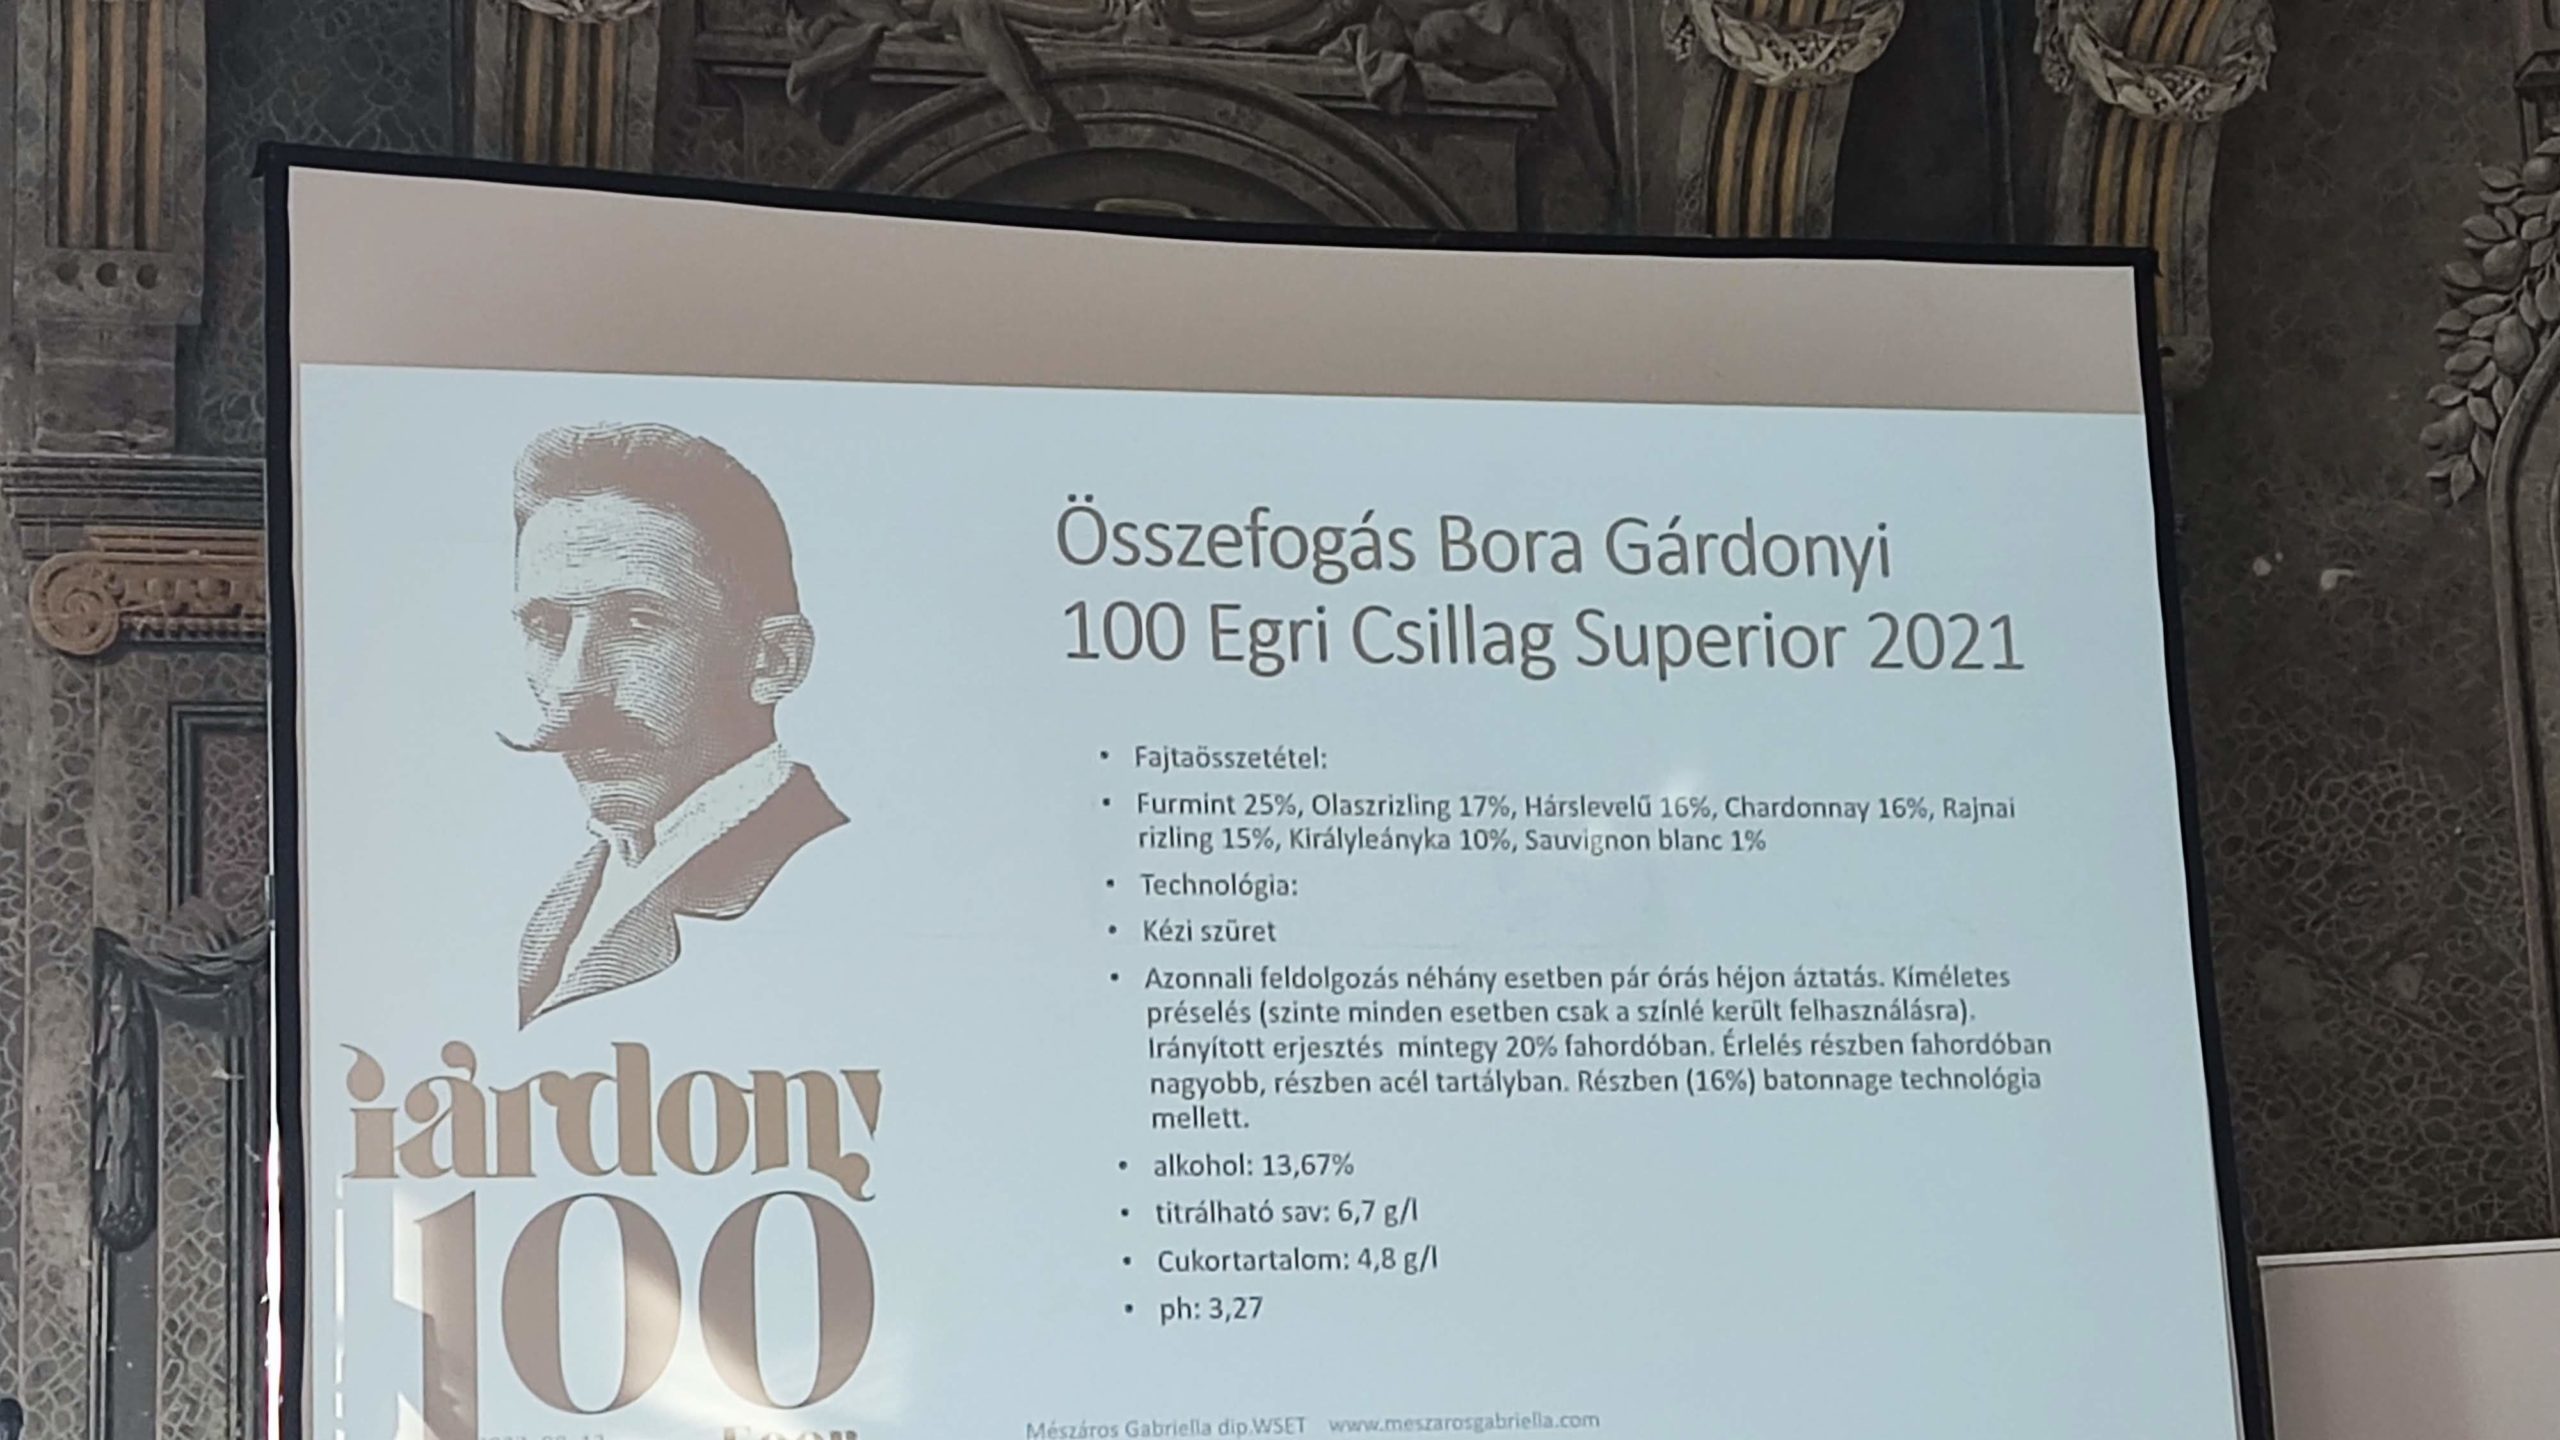 Összefogás Bora Gárdonyi
100 Egri Csillag Superior 2021
• Fajtaösszetétel:
• Furmint 25%, Olaszrizling 17%, Hárslevelű 16%, Chardonnay 16%, Rajnai
rizling 15%, Királyleányka 10%, Sauvignon blanc 1%
• Technológia:
• Kézi szüret
• Azonnali feldolgozás néhány esetben pár órás héjon áztatás. Kíméletes
préselés (szinte minden esetben csak a színlé került felhasználásra).
Irányított erjesztés mintegy 20% fahordóban. Érlelés részben fahordóban
nagyobb, részben acél tartályban. Részben (16%) batonnage technológia
mellett.
• alkohol: 13,67%
• titrálható sav: 6,7 g/l
• Cukortartalom: 4,8 g/l
• ph: 3,27
Gárdony
100
Mészáros Gabriella dip.WSET www.meszarosgabriella.com